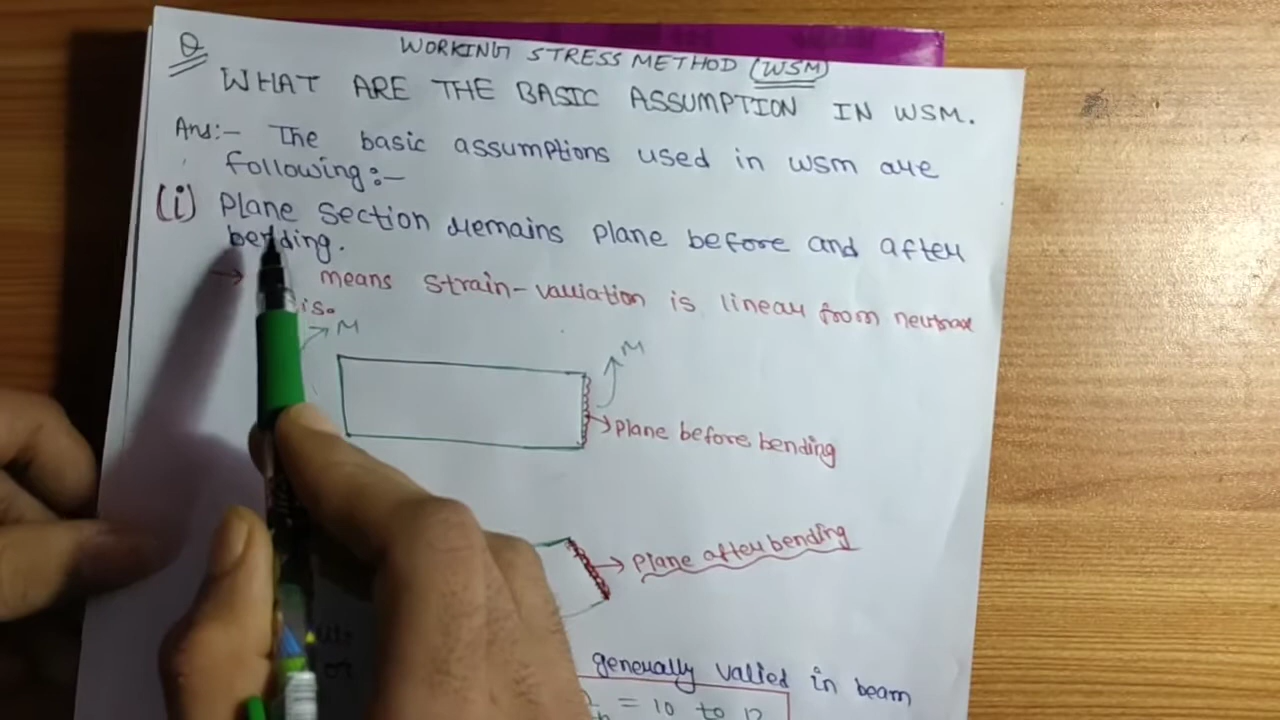 Q
WORKING STRESS METHOD (WSM)
WHAT ARE THE BASIC ASSUMPTION IN WSM.
Ans:- The basic assumptions used in wsm are
following:-
(i) Plane section remains plane before and after
bending.
→ means strain-variation is linear from neutral
M
M
→ Plane before bending
→ Plane after bending
generally valied in beam
= 10 to 12